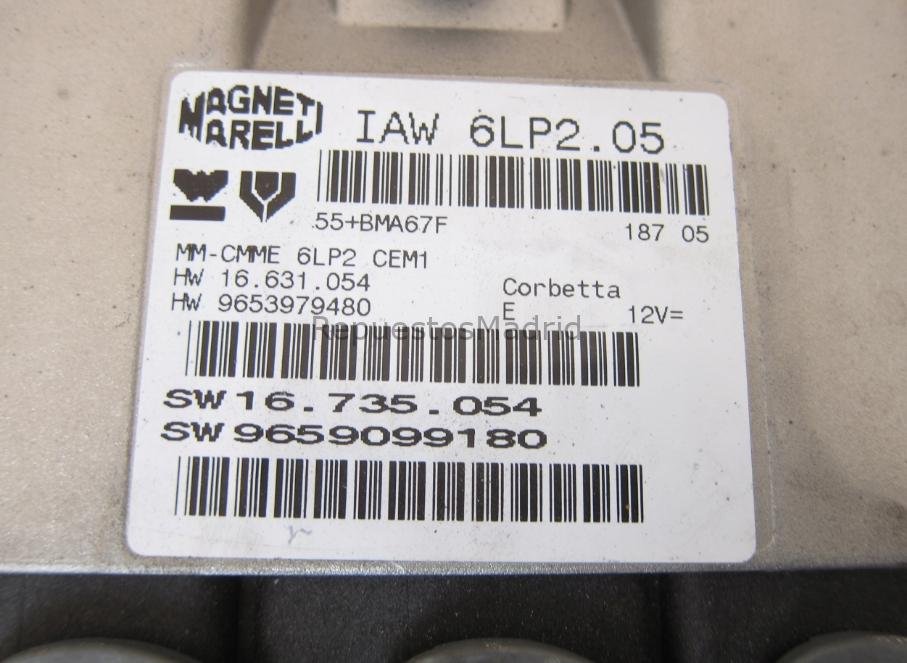 MAGNETI
MARELLI
IAW 6LP2.05
55+BMA67F 187 05
MM-CMME 6LP2 CEM1
HW 16.631.054 Corbetta
HW 9653979480 E 12V=
RepuestosMadrid
SW 16.735.054
SW 9659099180